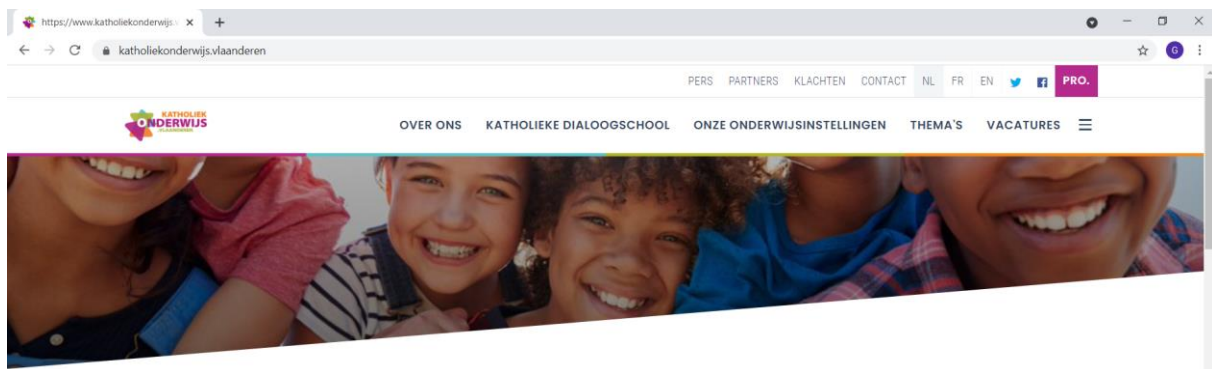 https://www.katholiekonderwijs.v
katholiekonderwijs.vlaanderen
G
PERS PARTNERS KLACHTEN CONTACT NL FR EN PRO.
KATHOLIEK
ONDERWIJS
VLAANDEREN
OVER ONS KATHOLIEKE DIALOOGSCHOOL ONZE ONDERWIJSINSTELLINGEN THEMA'S VACATURES